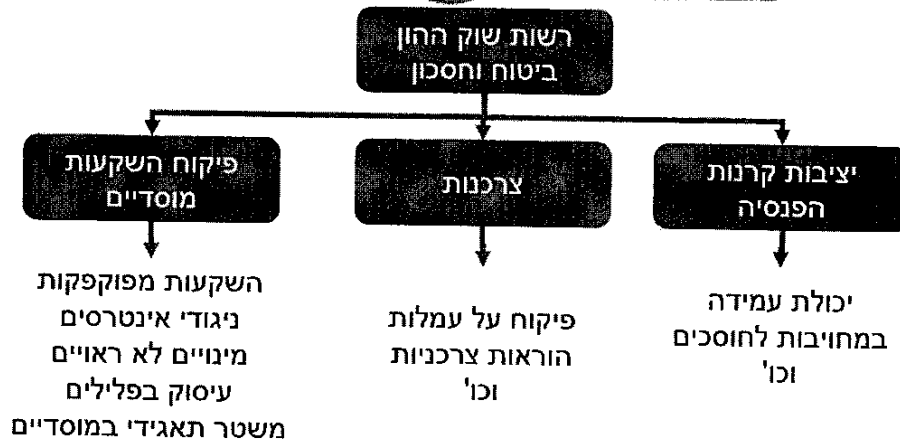 רשות שוק ההון
ביטוח וחסכון
יציבות קרנות
הפנסיה
יכולת עמידה
במחויבות לחוסכים
וכו'
צרכנות
פיקוח על עמלות
הוראות צרכניות
וכו'
פיקוח השקעות
מוסדיים
השקעות מפוקפקות
ניגודי אינטרסים
מינויים לא ראויים
עיסוק בפלילים
משטר תאגידי במוסדיים